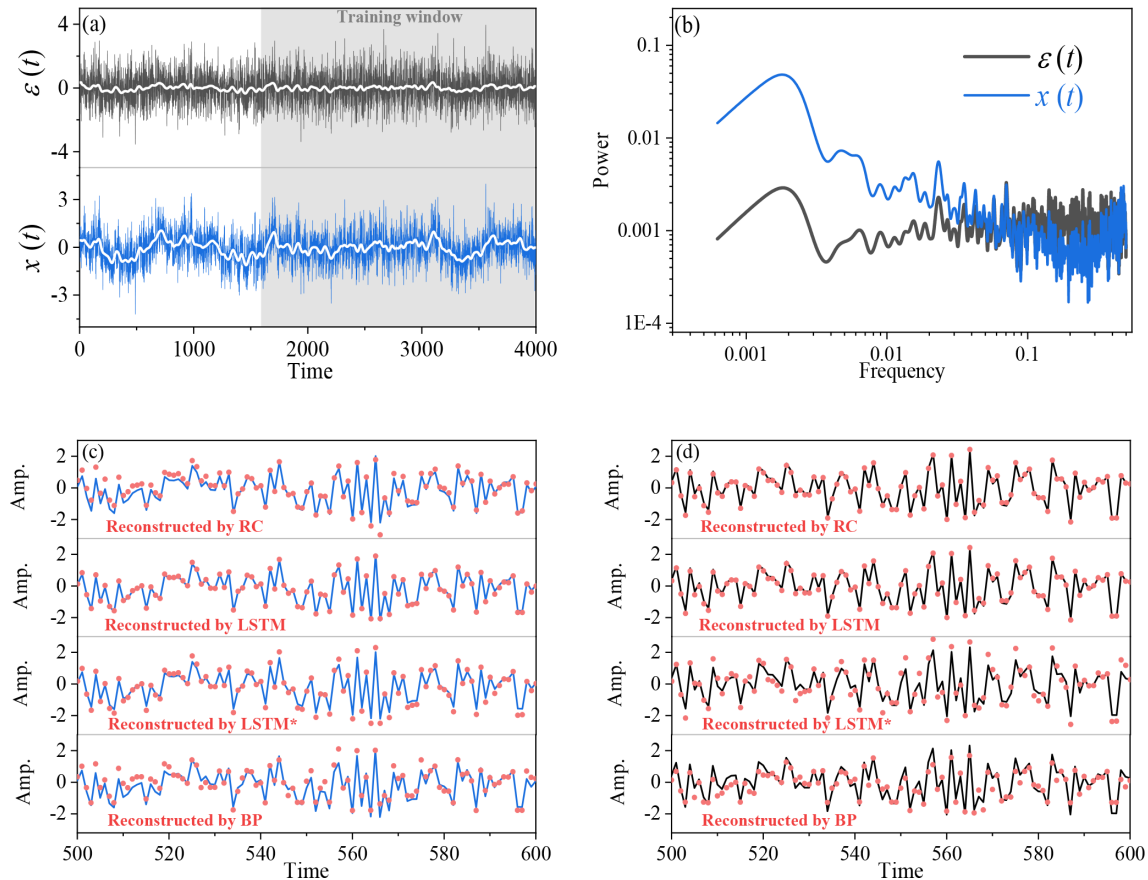 (a)
Training window
4
0
-4
ε (t)
3
0
-3
x (t)
0
1000
2000
3000
4000
Time
(b)
ε (t)
x (t)
0.1
0.01
0.001
1E-4
Power
0.001
0.01
0.1
Frequency
(c)
2
0
-2
Amp.
Reconstructed by RC
2
0
-2
Amp.
Reconstructed by LSTM
2
0
-2
Amp.
Reconstructed by LSTM*
2
0
-2
Amp.
Reconstructed by BP
500
520
540
560
580
600
Time
(d)
2
0
-2
Amp.
Reconstructed by RC
2
0
-2
Amp.
Reconstructed by LSTM
2
0
-2
Amp.
Reconstructed by LSTM*
2
0
-2
Amp.
Reconstructed by BP
500
520
540
560
580
600
Time